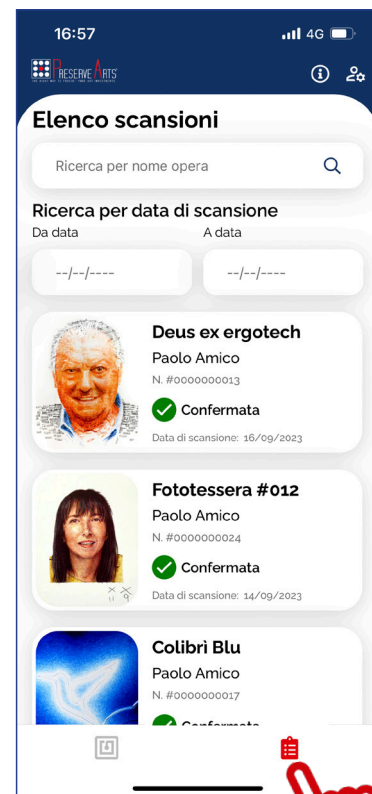 16:57
4G
PRESERVE ARTS
Elenco scansioni
Ricerca per nome opera
Ricerca per data di scansione
Da data
A data
--/--/----
--/--/----
Deus ex ergotech
Paolo Amico
N. #0000000013
Confermata
Data di scansione: 16/09/2023
Fototessera #012
Paolo Amico
N. #0000000024
Confermata
Data di scansione: 14/09/2023
Colibrì Blu
Paolo Amico
N. #0000000017
Confermata